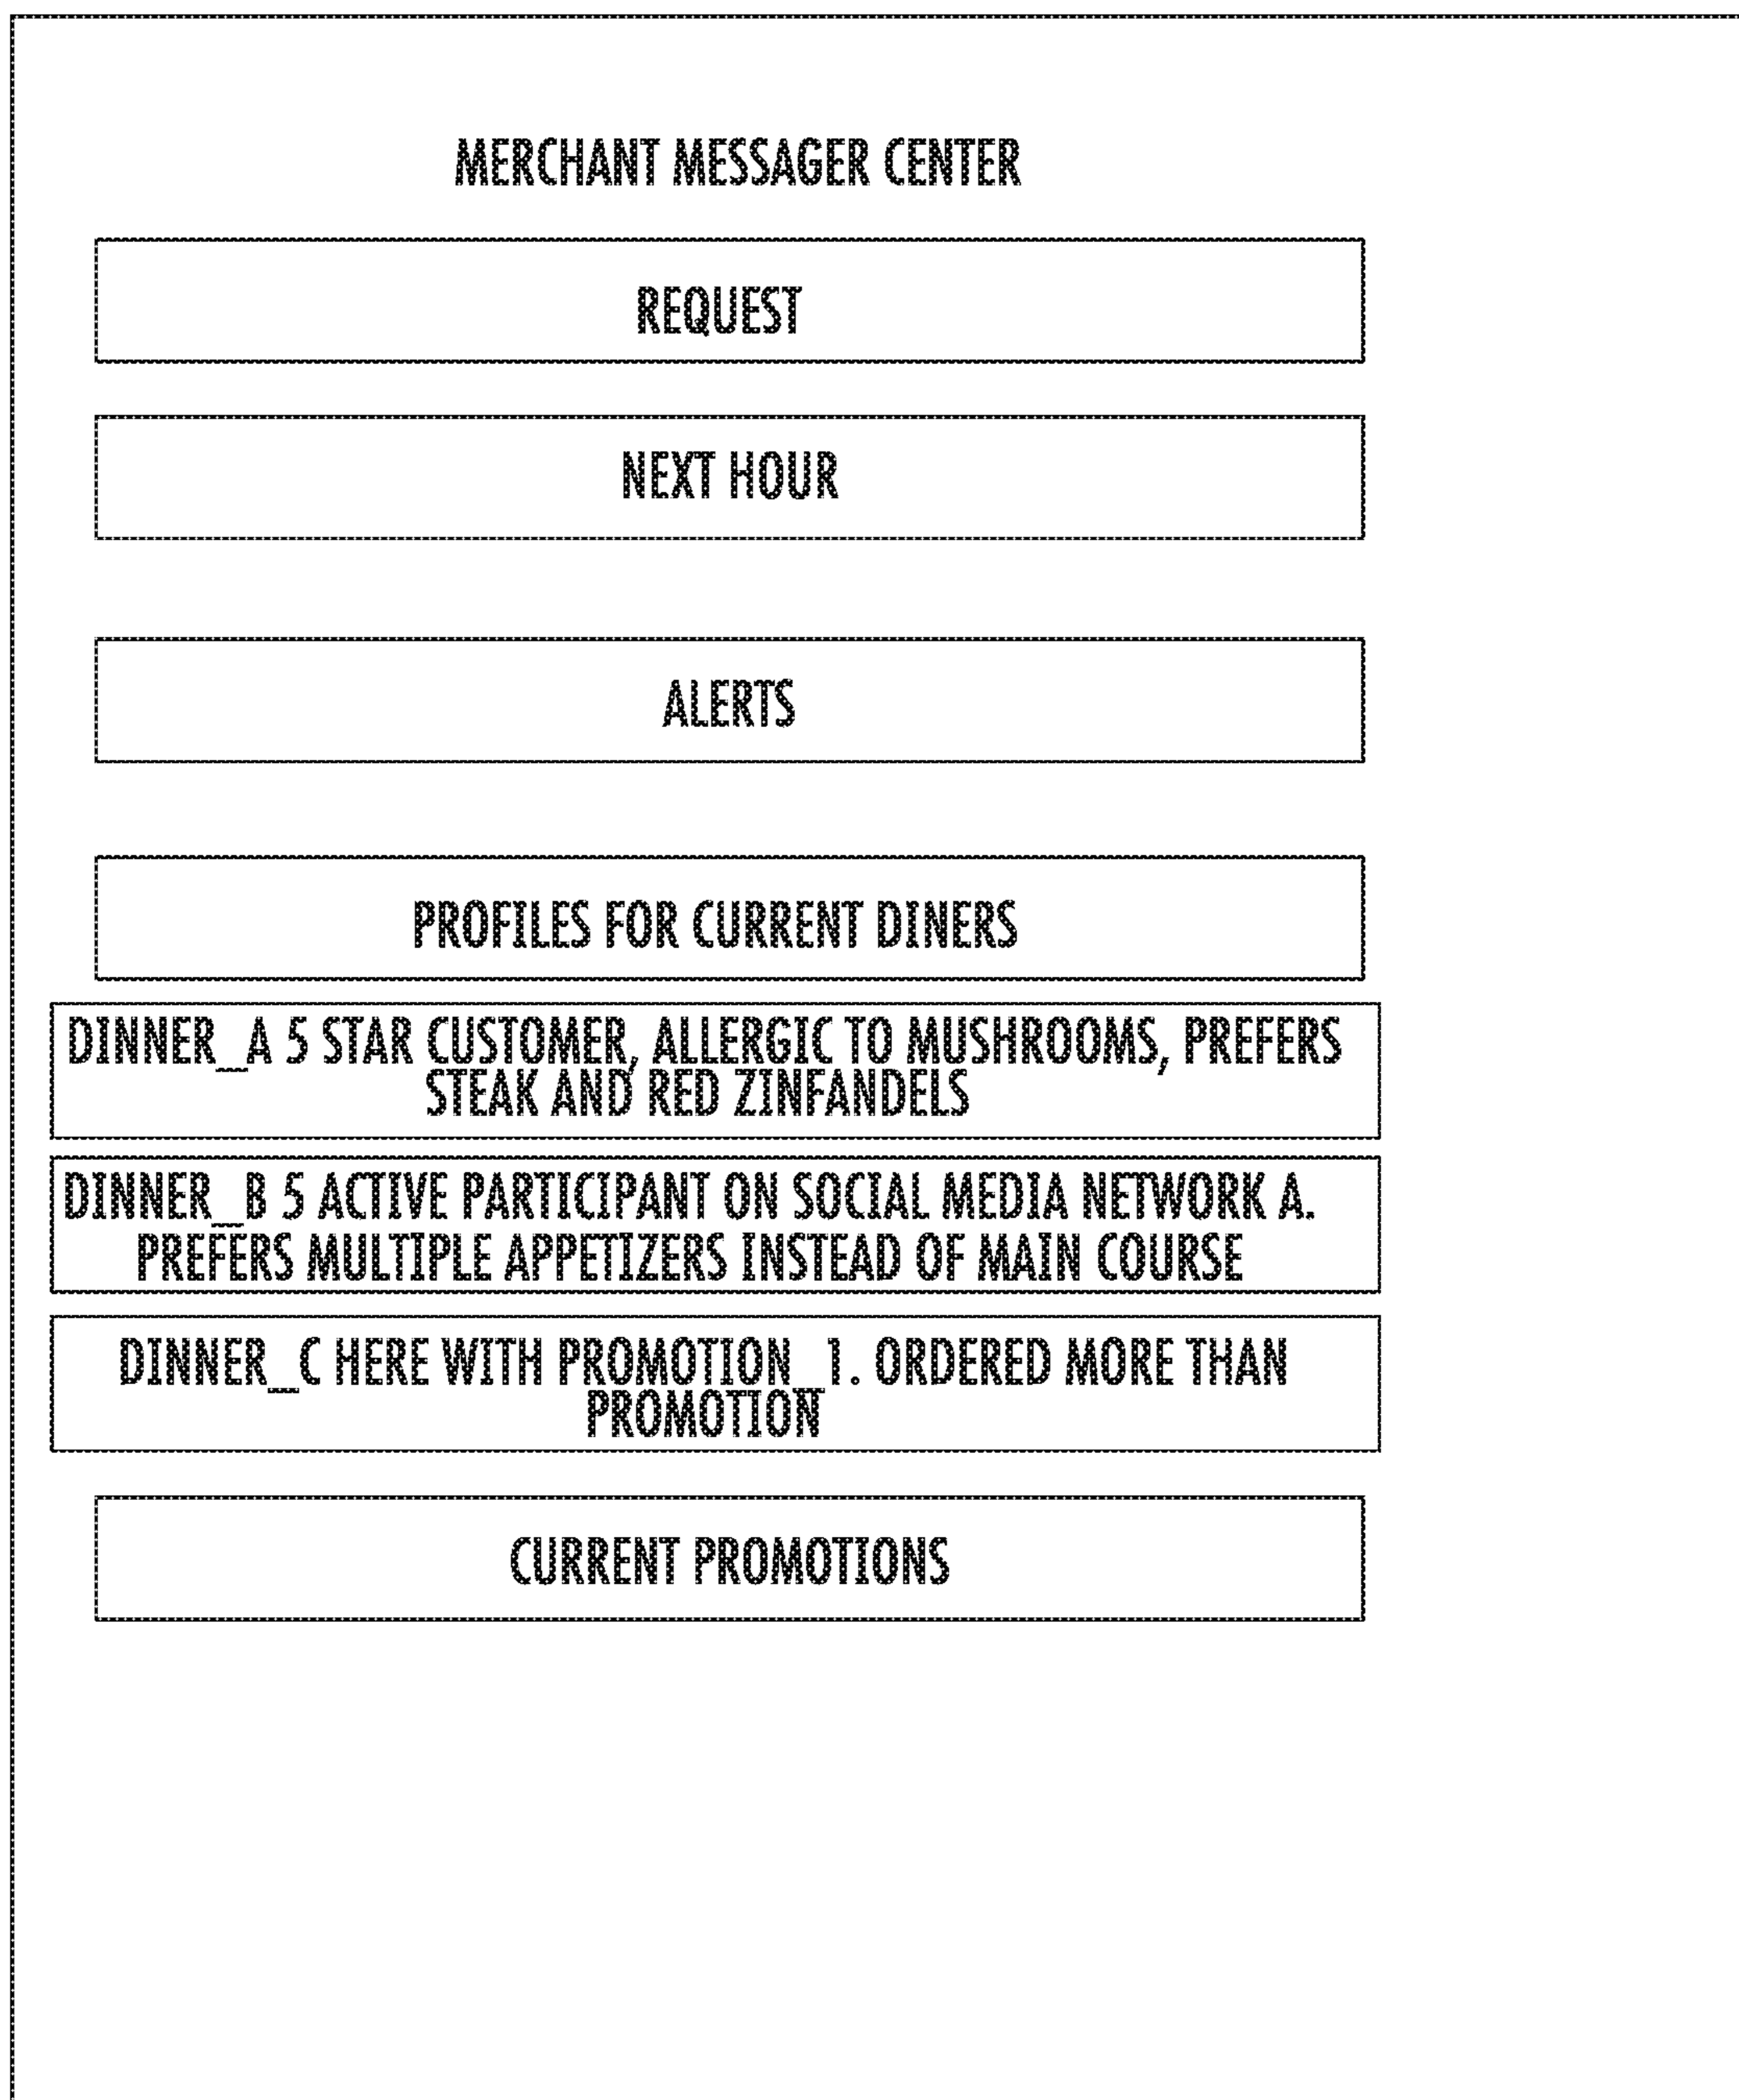 MERCHANT MESSAGER CENTER
REQUEST
NEXT HOUR
ALERTS
PROFILES FOR CURRENT DINERS
DINNER_A 5 STAR CUSTOMER, ALLERGIC TO MUSHROOMS, PREFERS
STEAK AND RED ZINFANDELS
DINNER_B 5 ACTIVE PARTICIPANT ON SOCIAL MEDIA NETWORK A.
PREFERS MULTIPLE APPETIZERS INSTEAD OF MAIN COURSE
DINNER_C HERE WITH PROMOTION_1. ORDERED MORE THAN
PROMOTION
CURRENT PROMOTIONS